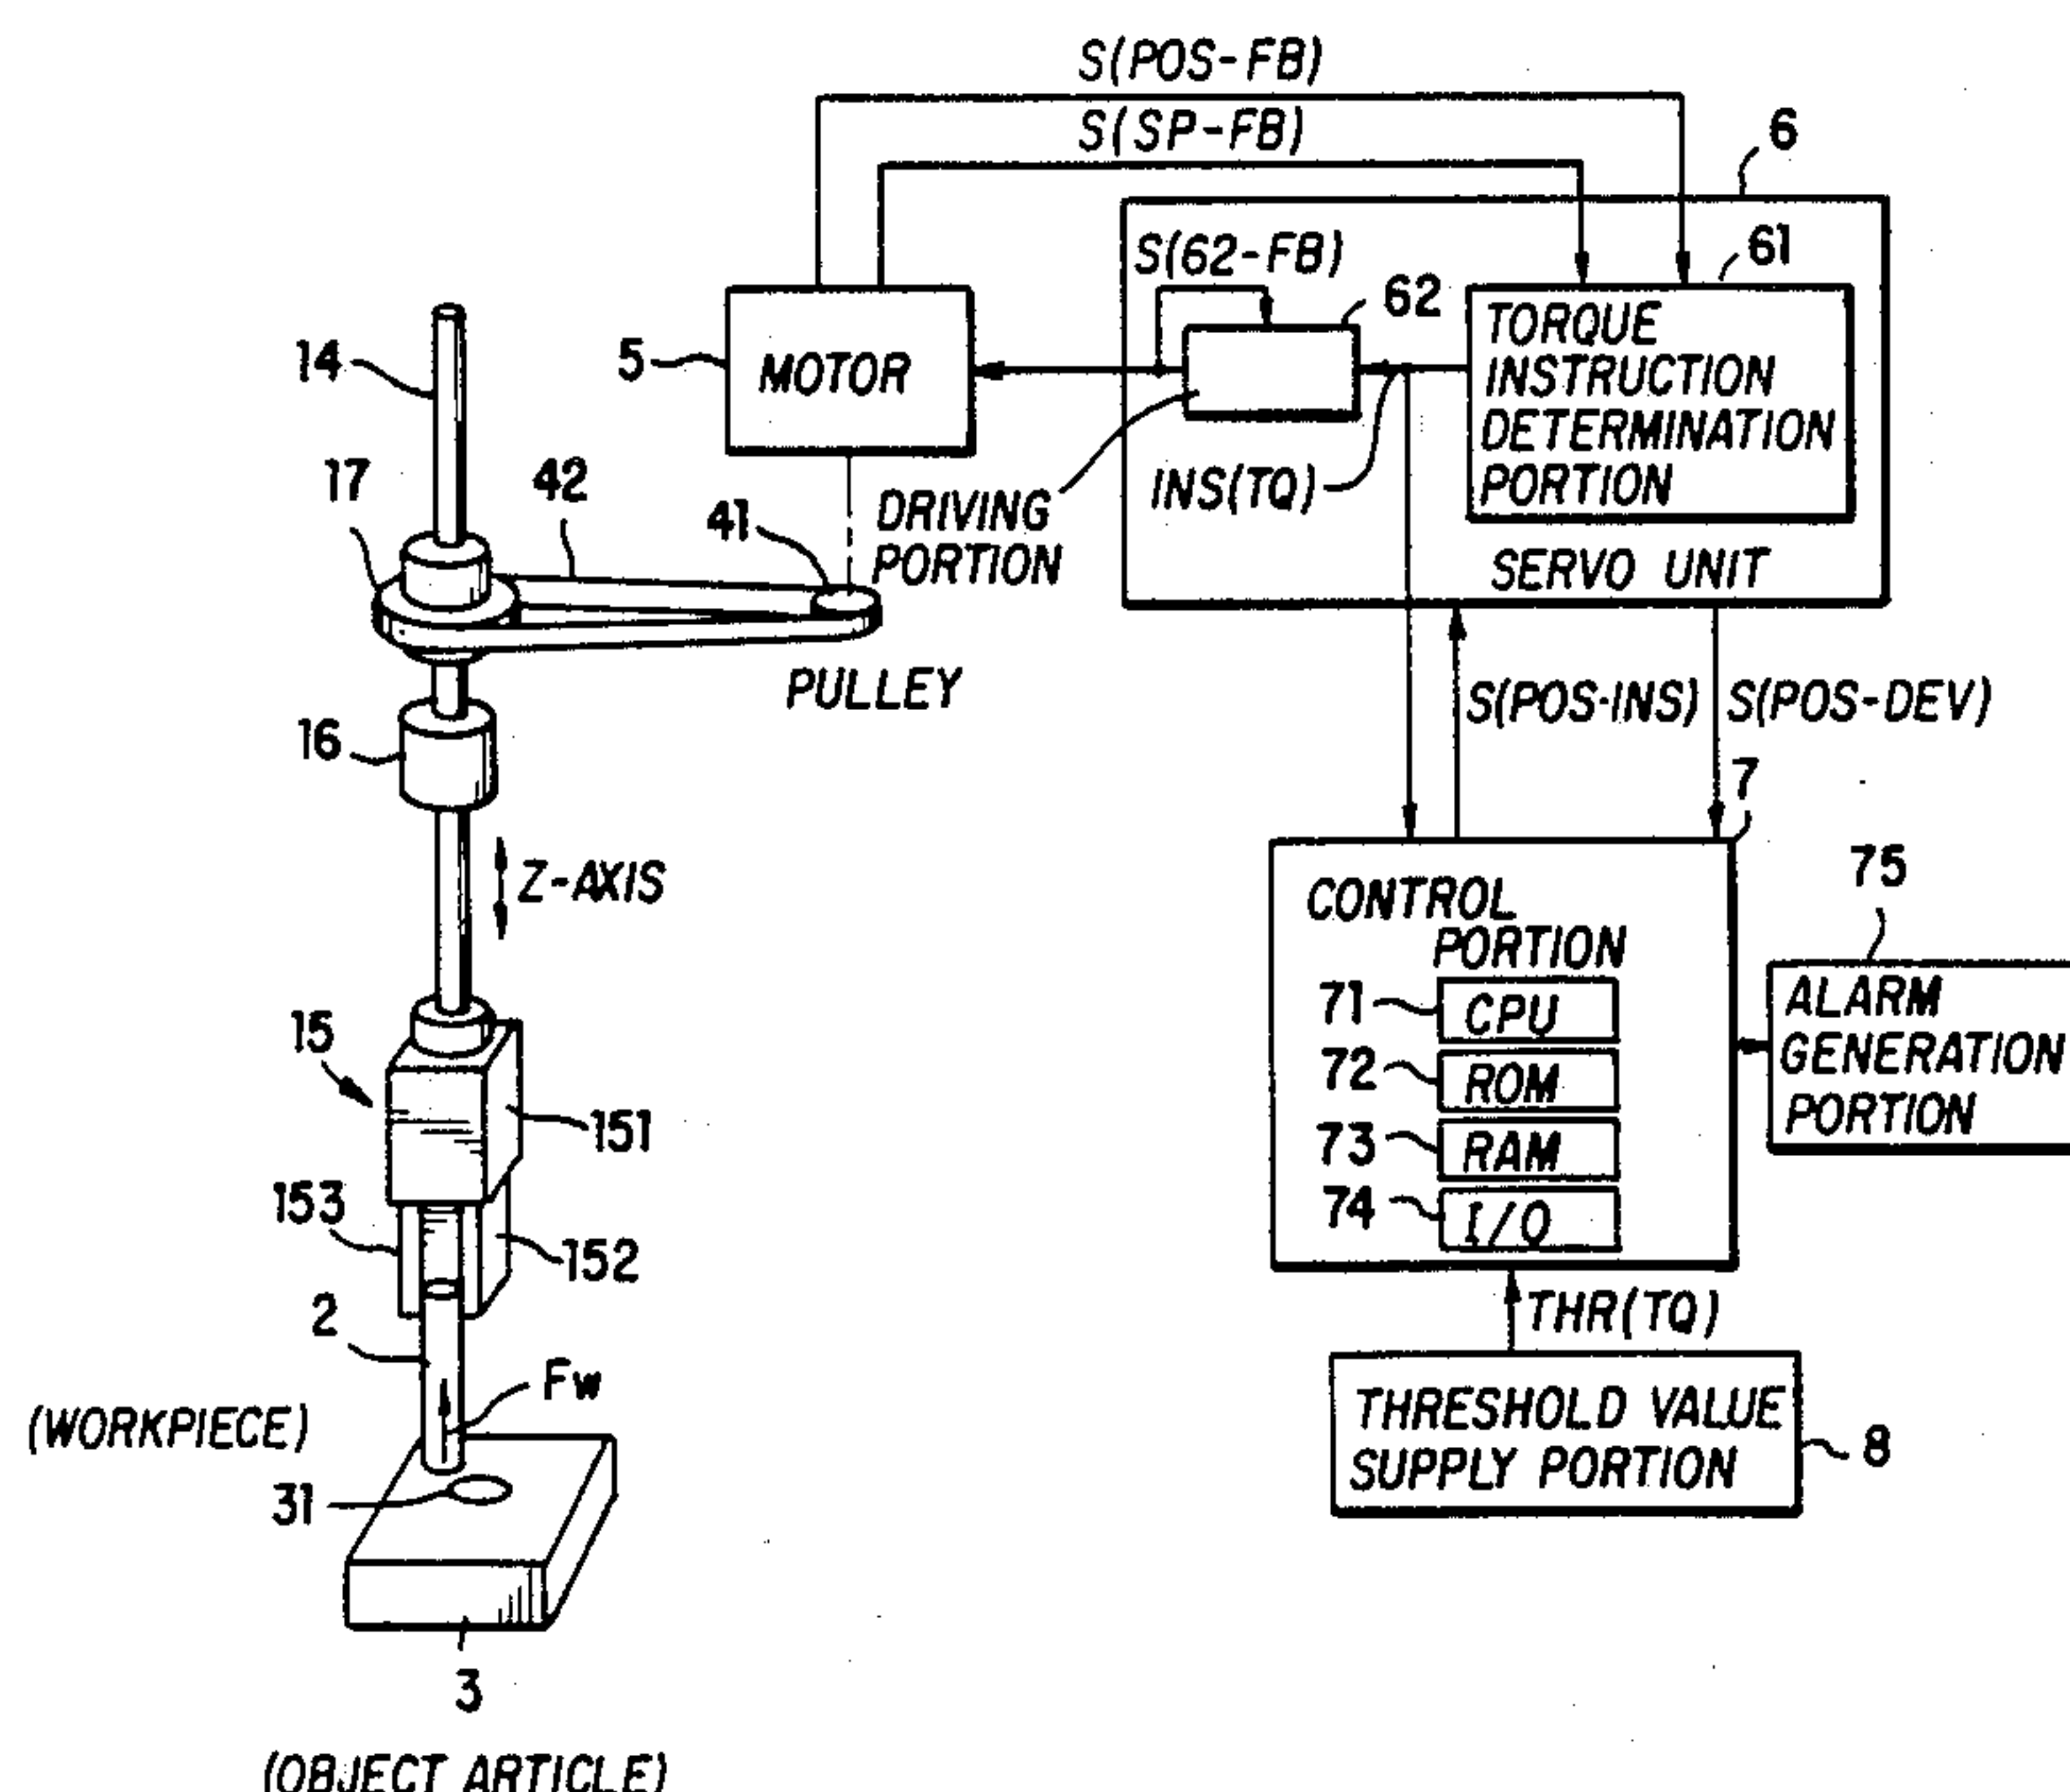 S(POS-FB)
S(SP-FB)
6
S(62-FB)
61
62
TORQUE
INSTRUCTION
DETERMINATION
PORTION
14
5
MOTOR
17
42
41
DRIVING
PORTION
INS(TQ)
SERVO UNIT
PULLEY
S(POS-INS)
S(POS-DEV)
16
7
Z-AXIS
CONTROL
PORTION
75
71
CPU
72
ROM
73
RAM
74
I/O
ALARM
GENERATION
PORTION
15
151
153
152
2
Fw
THR(TQ)
(WORKPIECE)
THRESHOLD VALUE
SUPPLY PORTION
8
31
3
(OBJECT ARTICLE)